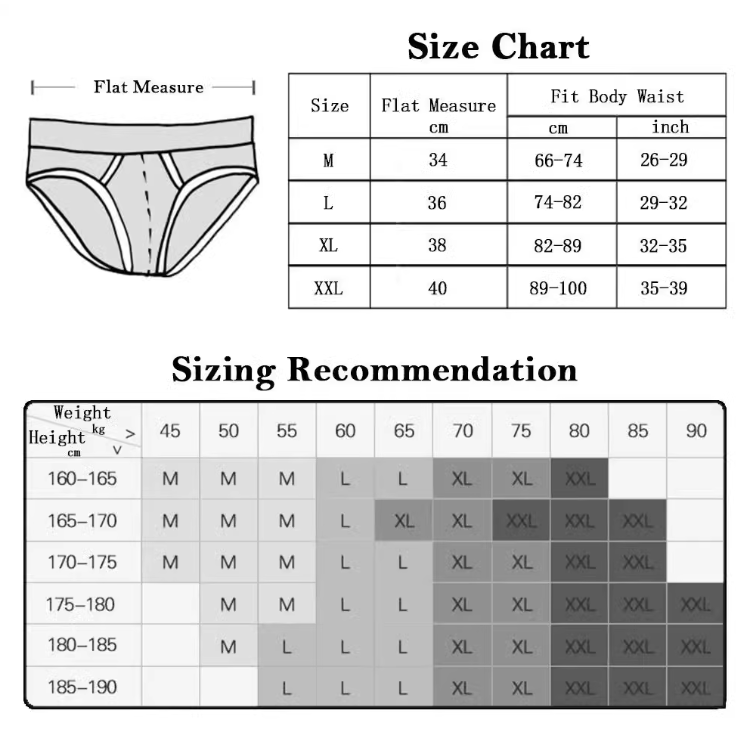 Size Chart
Flat Measure
Size Flat Measure cm Fit Body Waist
cm inch
M 34 66-74 26-29
L 36 74-82 29-32
XL 38 82-89 32-35
XXL 40 89-100 35-39
Sizing Recommendation
Weight kg > 45 50 55 60 65 70 75 80 85 90
Height cm v
160-165 M M M L L XL XL XXL
165-170 M M M L XL XL XXL XXL XXL
170-175 M M M L L XL XL XXL XXL
175-180 M M L L XL XL XXL XXL XXL
180-185 M L L L XL XL XXL XXL XXL
185-190 L L L XL XL XXL XXL XXL